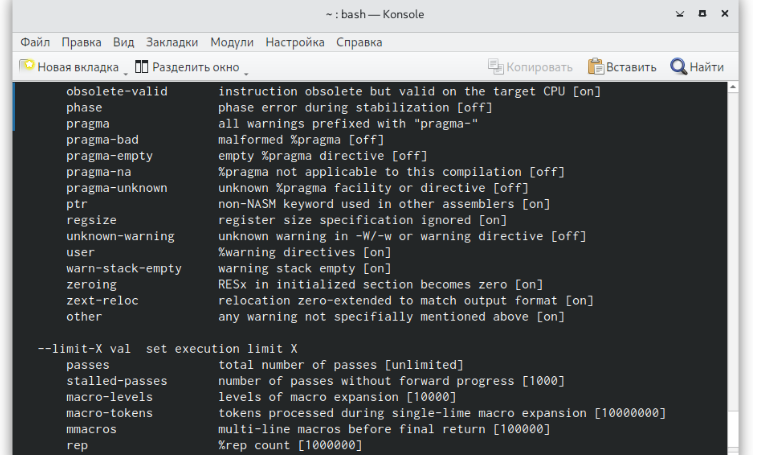 ~ : bash — Konsole
Файл Правка Вид Закладки Модули Настройка Справка
Новая вкладка Разделить окно Копировать Вставить Найти
obsolete-valid instruction obsolete but valid on the target CPU [on]
phase phase error during stabilization [off]
pragma all warnings prefixed with "pragma-"
pragma-bad malformed %pragma [off]
pragma-empty empty %pragma directive [off]
pragma-na %pragma not applicable to this compilation [off]
pragma-unknown unknown %pragma facility or directive [off]
ptr non-NASM keyword used in other assemblers [on]
regsize register size specification ignored [on]
unknown-warning unknown warning in -W/-w or warning directive [off]
user %warning directives [on]
warn-stack-empty warning stack empty [on]
zeroing RESx in initialized section becomes zero [on]
zext-reloc relocation zero-extended to match output format [on]
other any warning not specifially mentioned above [on]
--limit-X val set execution limit X
passes total number of passes [unlimited]
stalled-passes number of passes without forward progress [1000]
macro-levels levels of macro expansion [10000]
macro-tokens tokens processed during single-lime macro expansion [10000000]
mmacros multi-line macros before final return [100000]
rep %rep count [1000000]